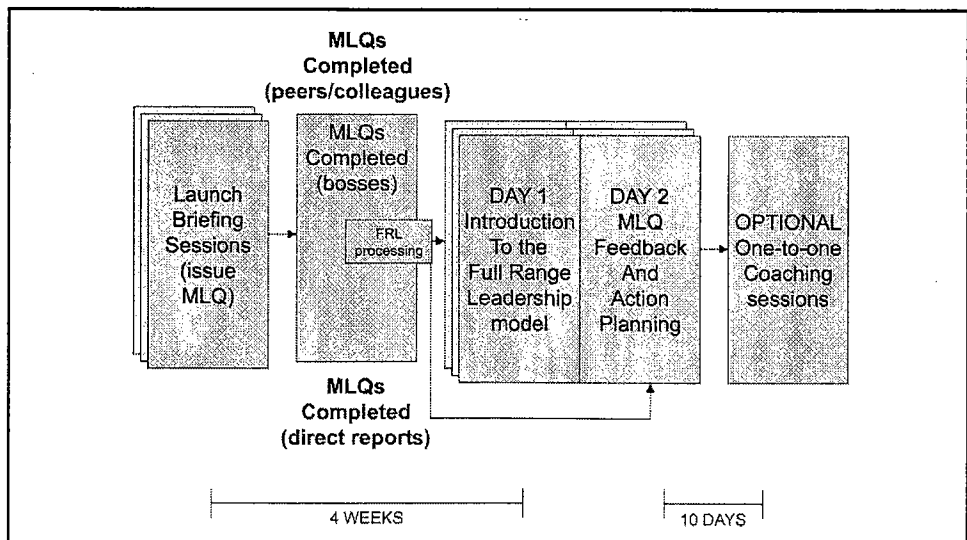 Launch
Briefing
Sessions
(issue
MLQ)
MLQs
Completed
(peers/colleagues)
MLQs
Completed
(bosses)
FRL
processing
MLQs
Completed
(direct reports)
DAY 1
Introduction
To the
Full Range
Leadership
model
DAY 2
MLQ
Feedback
And
Action
Planning
OPTIONAL
One-to-one
Coaching
sessions
4 WEEKS
10 DAYS